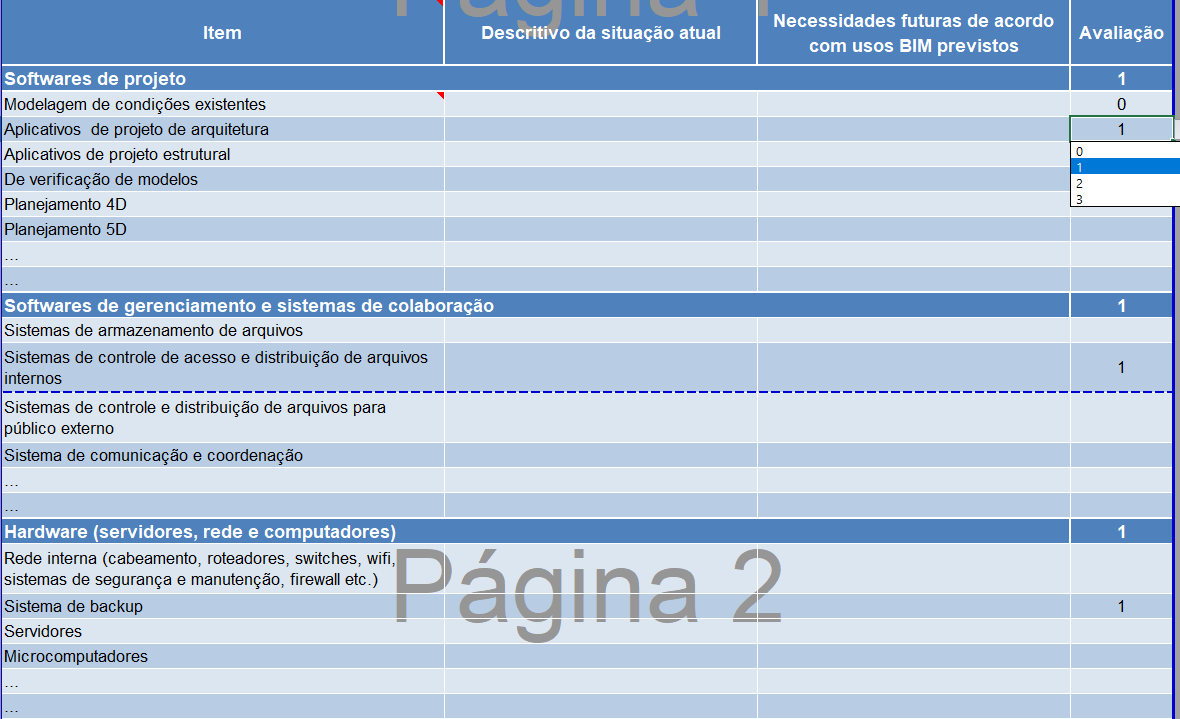 Página 1
Item
Descritivo da situação atual
Necessidades futuras de acordo
com usos BIM previstos
Avaliação
Softwares de projeto 1
Modelagem de condições existentes 0
Aplicativos  de projeto de arquitetura 1
Aplicativos de projeto estrutural
0
De verificação de modelos
1
2
Planejamento 4D
3
Planejamento 5D
...
...
Softwares de gerenciamento e sistemas de colaboração 1
Sistemas de armazenamento de arquivos
Sistemas de controle de acesso e distribuição de arquivos
internos
1
Sistemas de controle e distribuição de arquivos para
público externo
Sistema de comunicação e coordenação
...
...
Hardware (servidores, rede e computadores) 1
Rede interna (cabeamento, roteadores, switches, wifi,
sistemas de segurança e manutenção, firewall etc.)
Página 2
Sistema de backup 1
Servidores
Microcomputadores
...
...